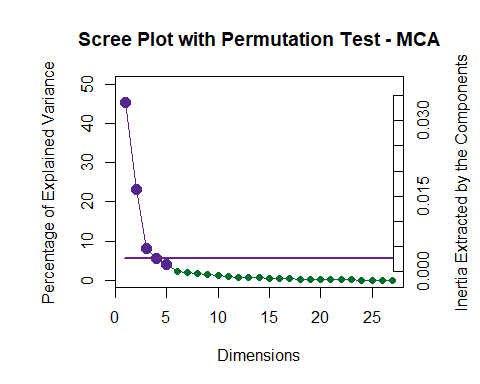 Scree Plot with Permutation Test - MCA
Percentage of Explained Variance
50
40
30
20
10
0
0.030
0.015
0.000
Inertia Extracted by the Components
0 5 10 15 20 25
Dimensions